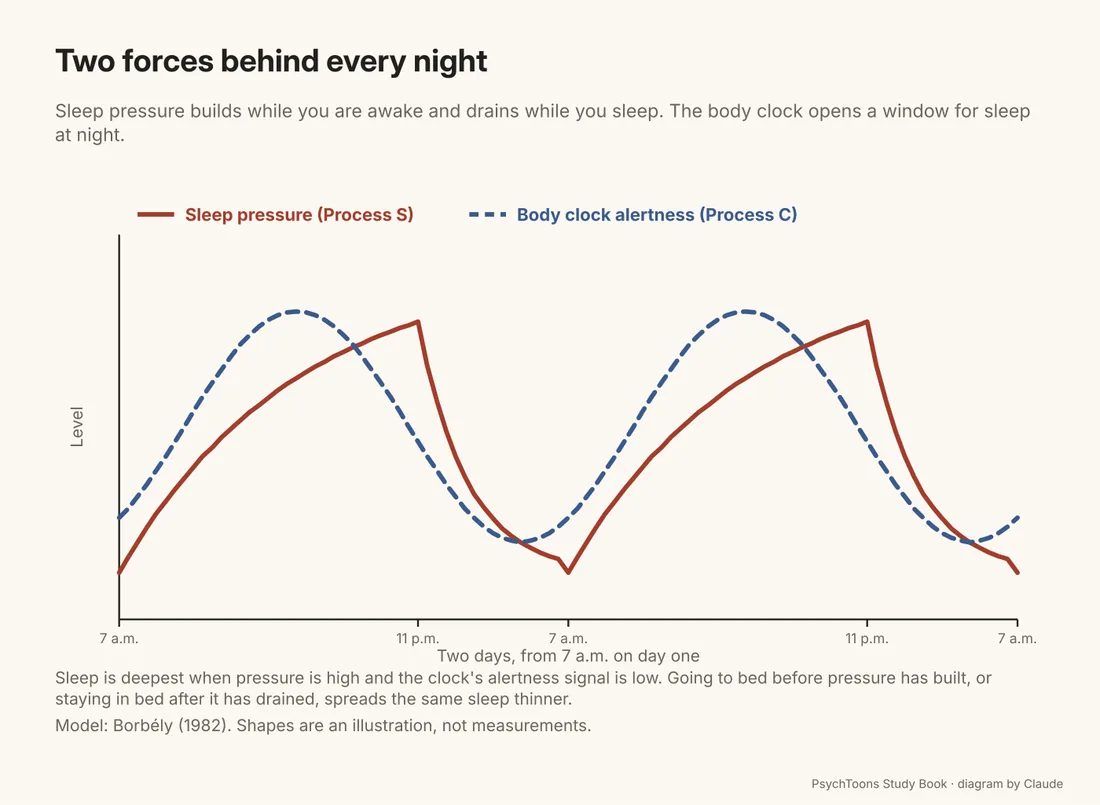 Two forces behind every night
Sleep pressure builds while you are awake and drains while you sleep. The body clock opens a window for sleep
at night.
Sleep pressure (Process S)
Body clock alertness (Process C)
Level
7 a.m.
11 p.m.
7 a.m.
11 p.m.
7 a.m.
Two days, from 7 a.m. on day one
Sleep is deepest when pressure is high and the clock's alertness signal is low. Going to bed before pressure has built, or
staying in bed after it has drained, spreads the same sleep thinner.
Model: Borbély (1982). Shapes are an illustration, not measurements.
PsychToons Study Book · diagram by Claude